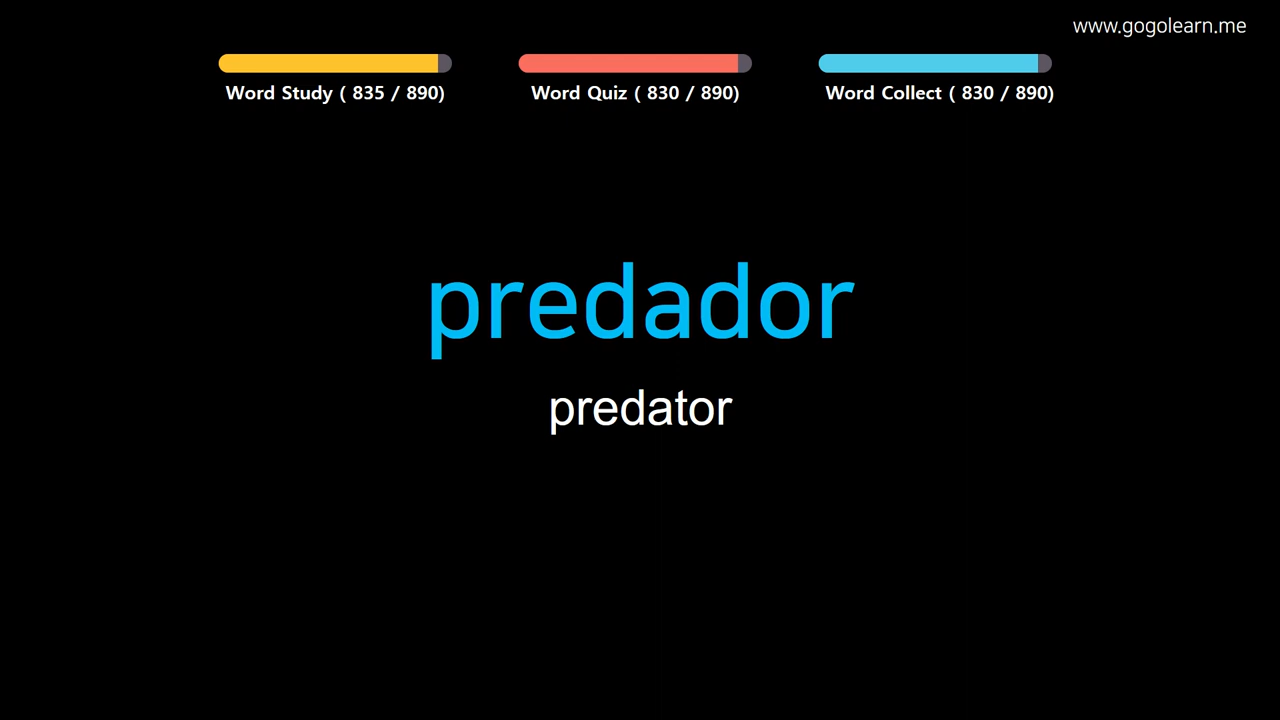 www.gogolearn.me
Word Study ( 835 / 890)
Word Quiz ( 830 / 890)
Word Collect ( 830 / 890)
predador
predator